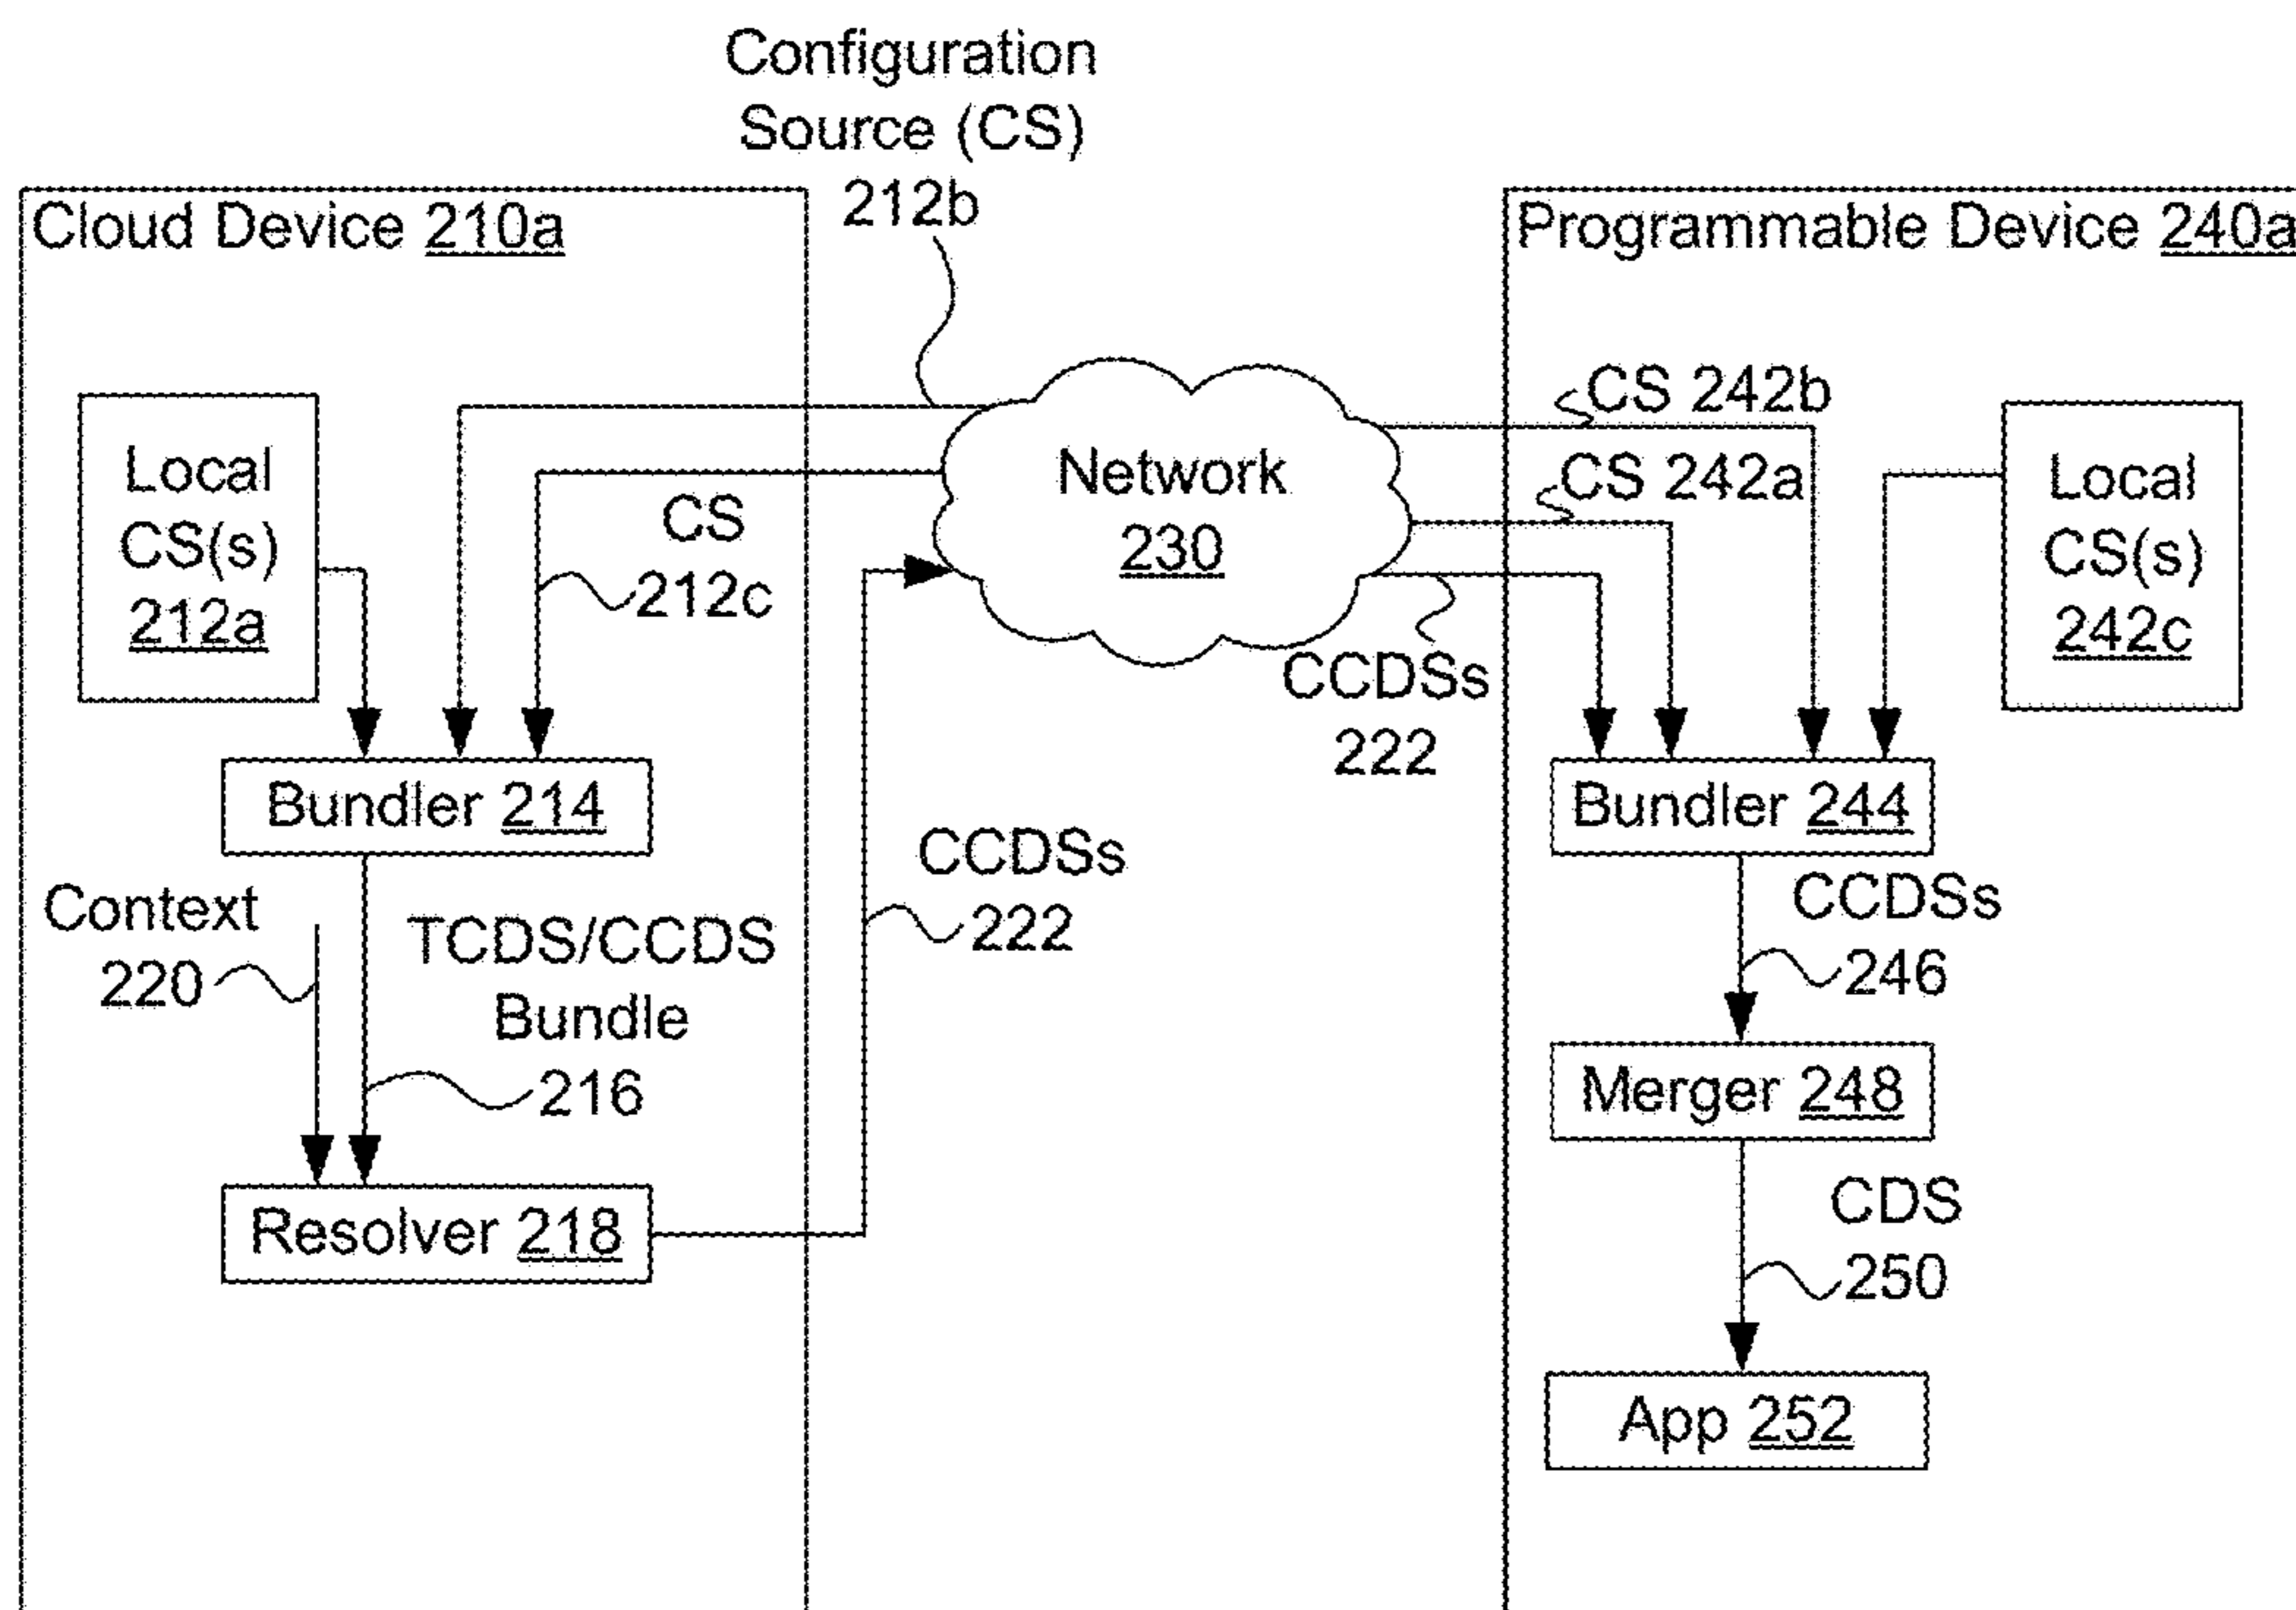 Configuration
Source (CS)
212b
Cloud Device 210a
Programmable Device 240a
Local
CS(s)
212a
CS
212c
Network
230
CS 242b
CS 242a
Local
CS(s)
242c
CCDSs
222
Bundler 214
Bundler 244
Context
220
TCDS/CCDS
Bundle
216
CCDSs
222
CCDSs
246
Merger 248
Resolver 218
CDS
250
App 252